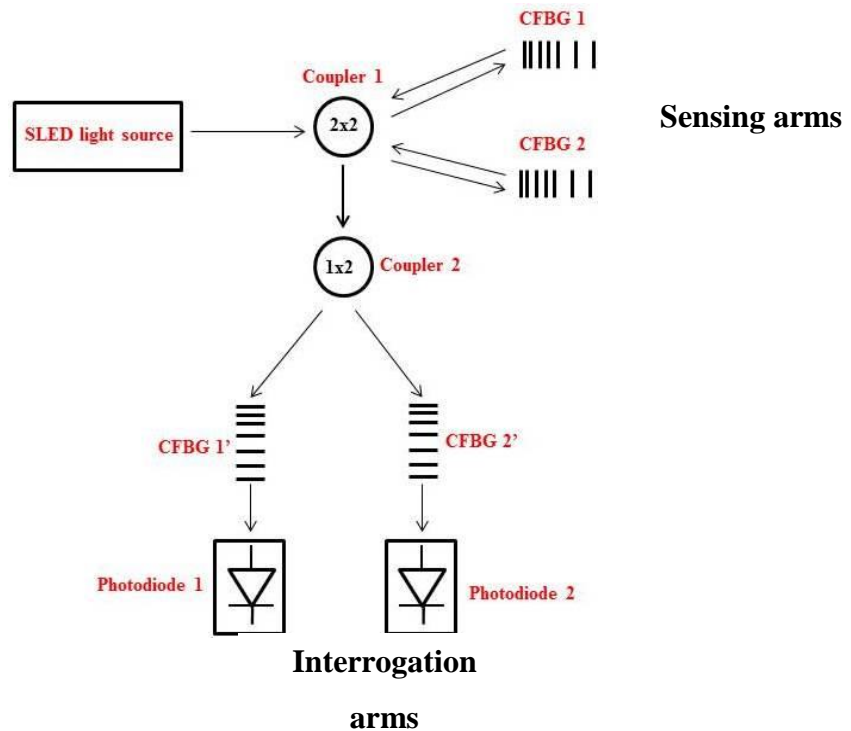 CFBG 1
Coupler 1
SLED light source
2x2
Sensing arms
CFBG 2
1x2
Coupler 2
CFBG 1’
CFBG 2’
Photodiode 1
Photodiode 2
Interrogation
arms